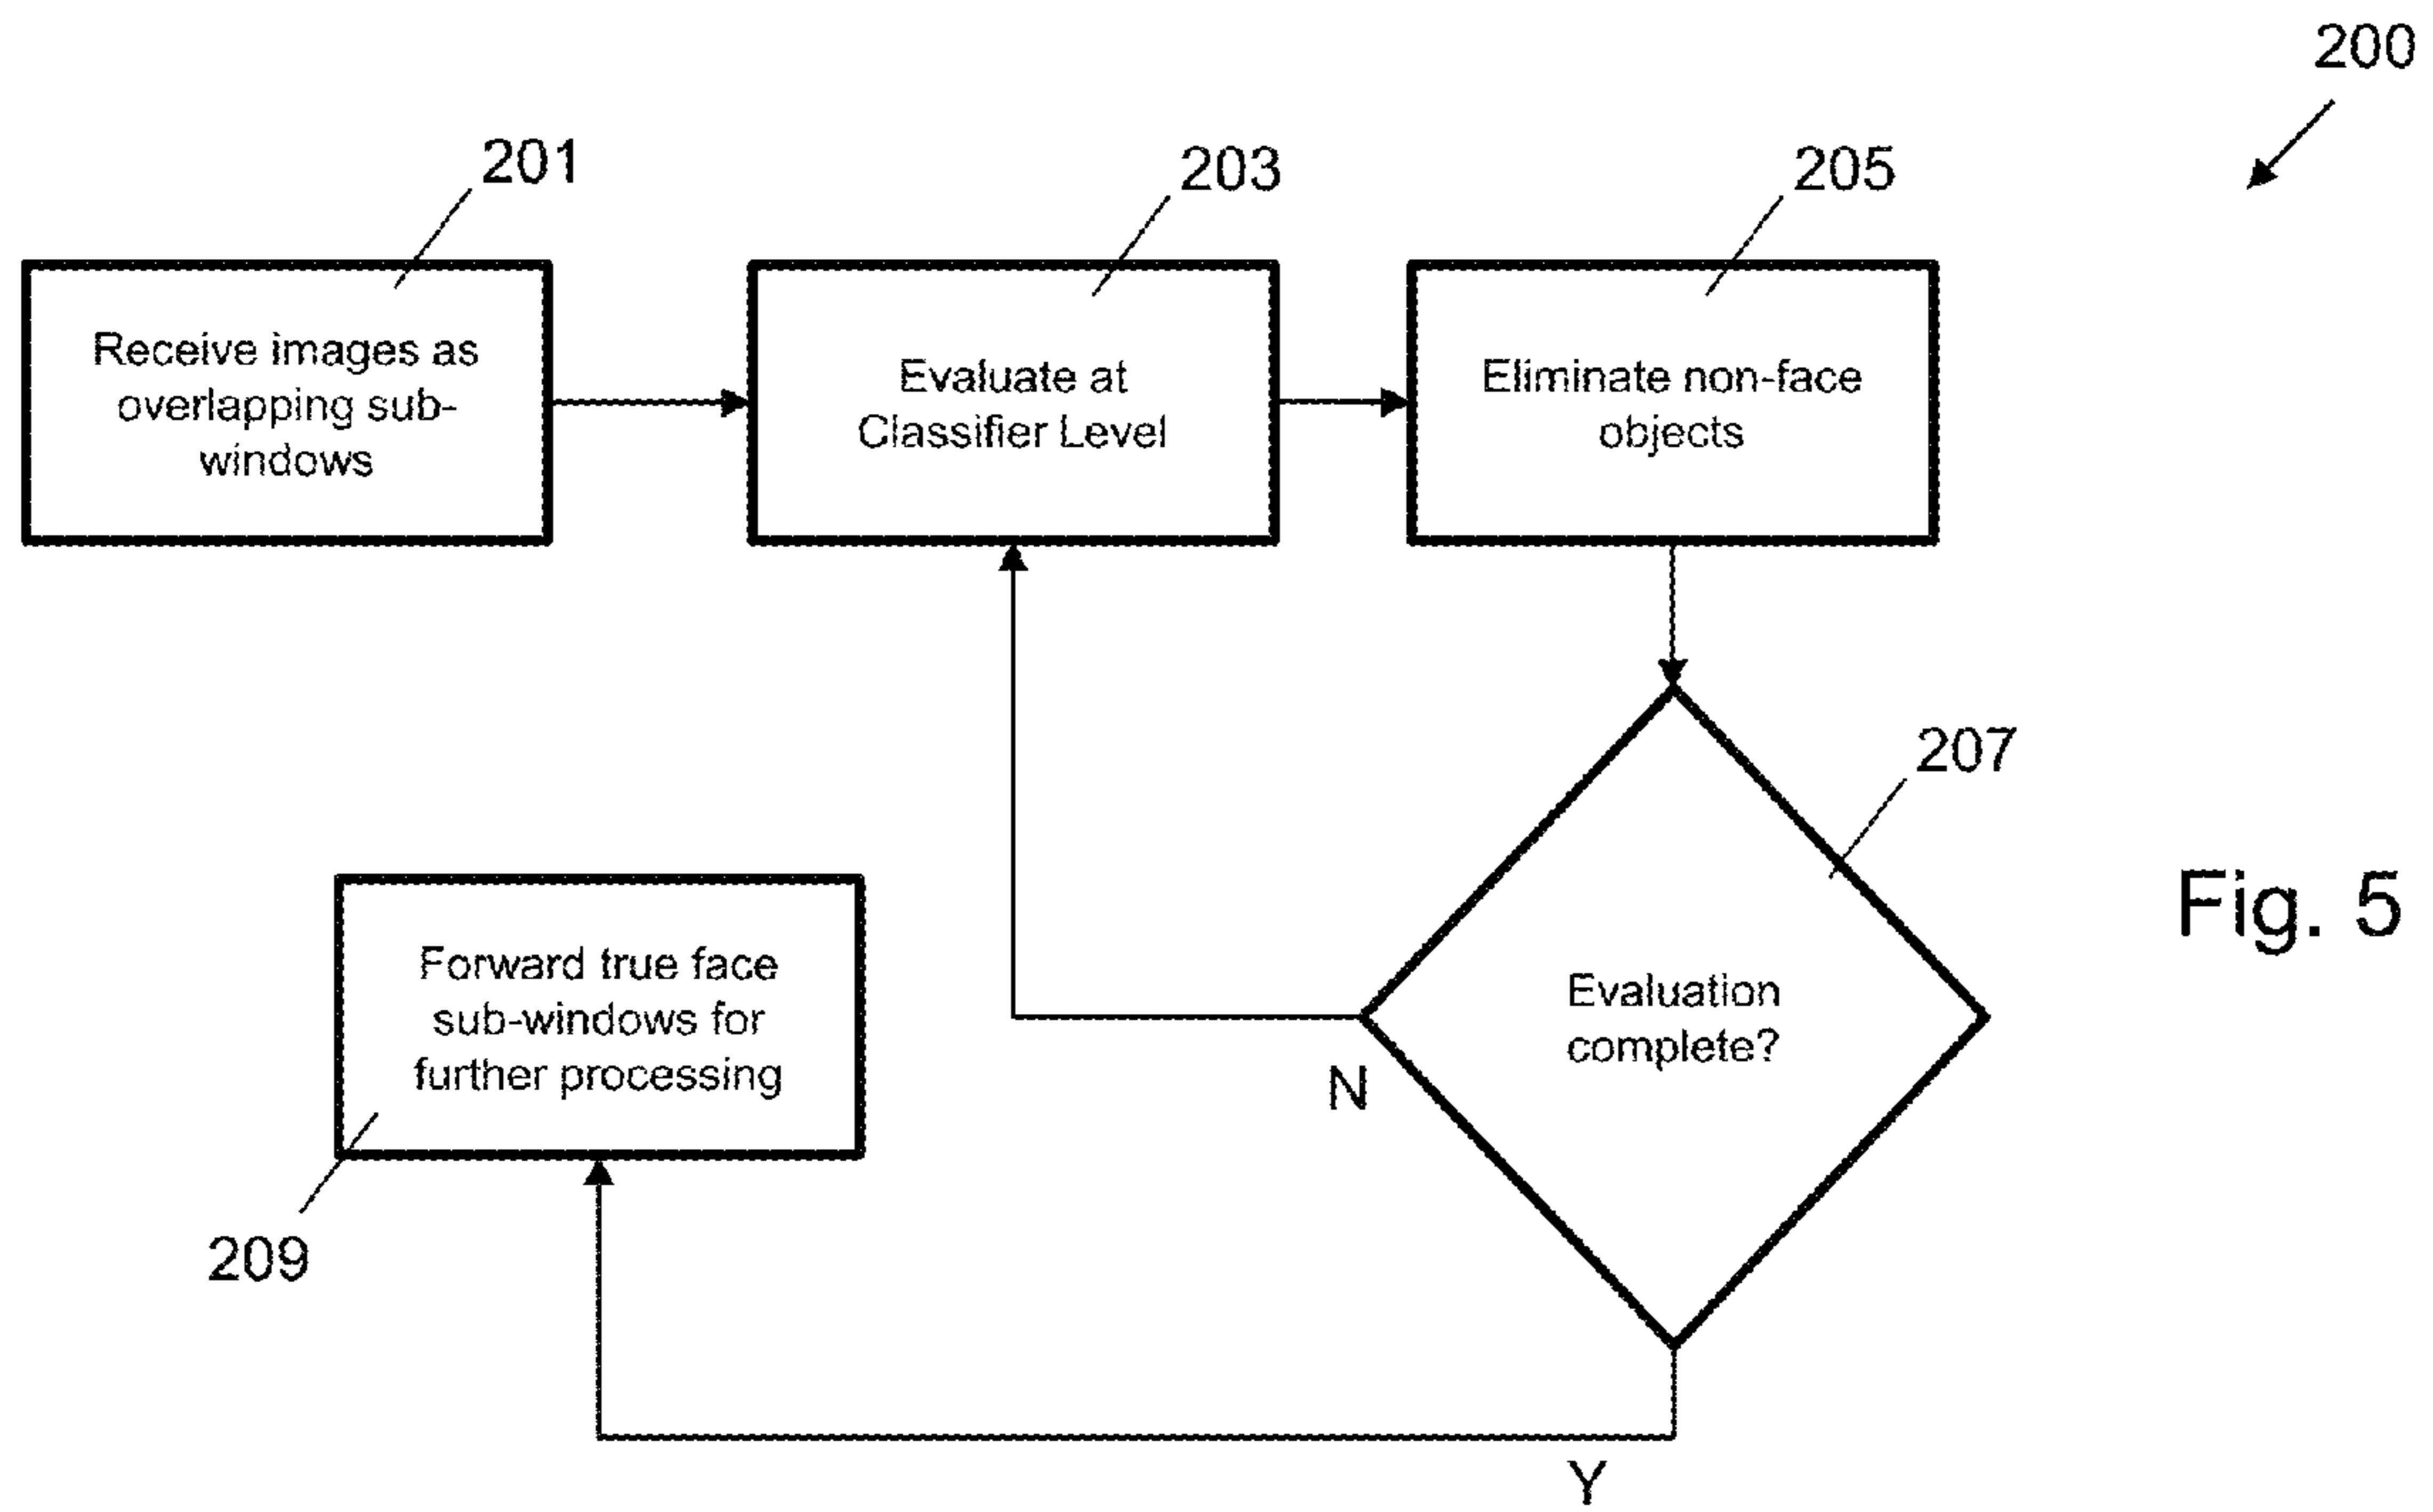 200
201
203
205
Receive images as
overlapping sub-
windows
Evaluate at
Classifier Level
Eliminate non-face
objects
207
Fig. 5
Forward true face
sub-windows for
further processing
Evaluation
complete?
N
209
Y